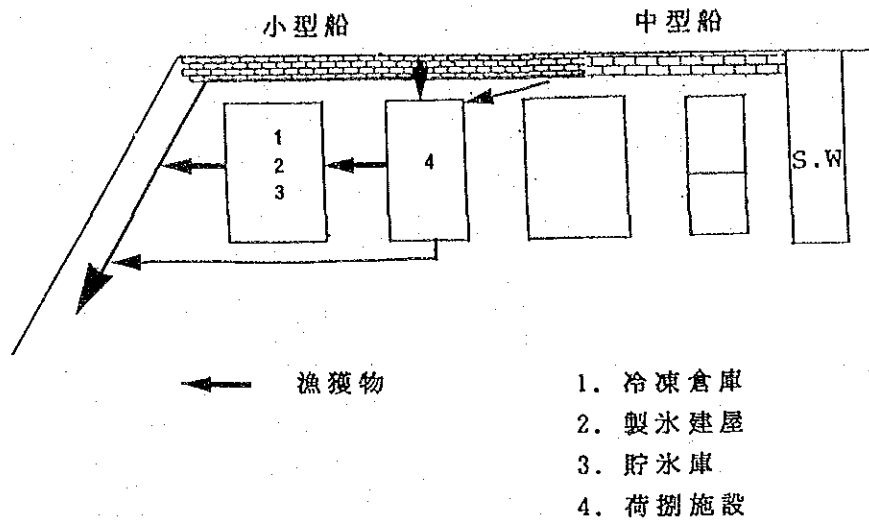 小型船
中型船
1
2
3
4
S.W
漁獲物
1. 冷凍倉庫
2. 製氷建屋
3. 貯氷庫
4. 荷捌施設